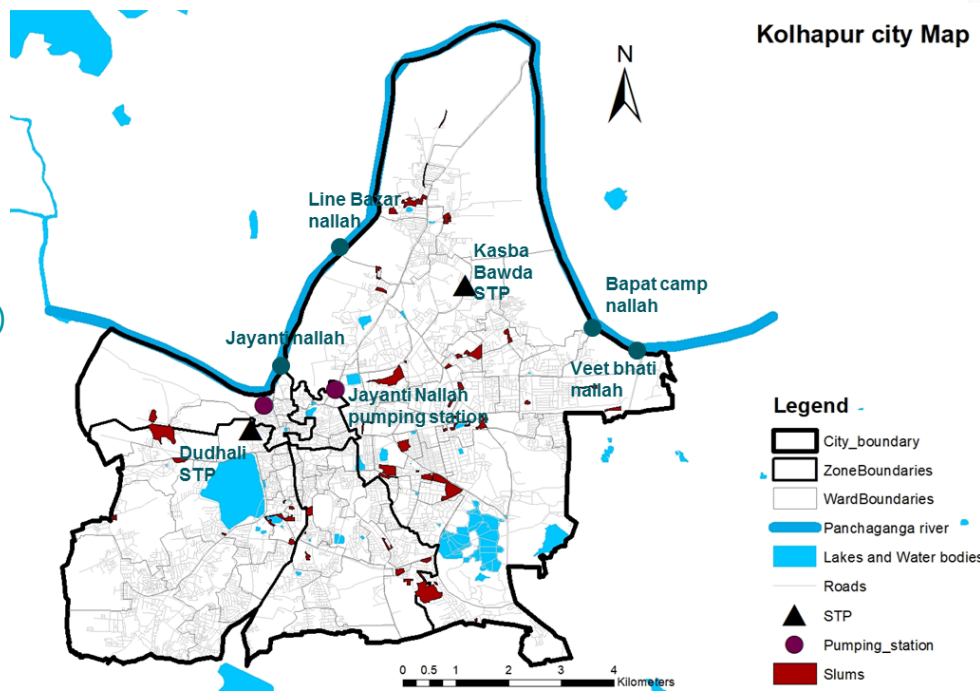 Kolhapur city Map
N
Line Bazar
nallah
Kasba
Bawda
STP
Bapat camp
nallah
Jayanti nallah
Veet bhati
nallah
Jayanti Nallah
pumping station
Dudhali
STP
Legend
City_boundary
ZoneBoundaries
WardBoundaries
Panchaganga river
Lakes and Water bodies
Roads
STP
Pumping_station
Slums
0 0.5 1 2 3 4
Kilometers